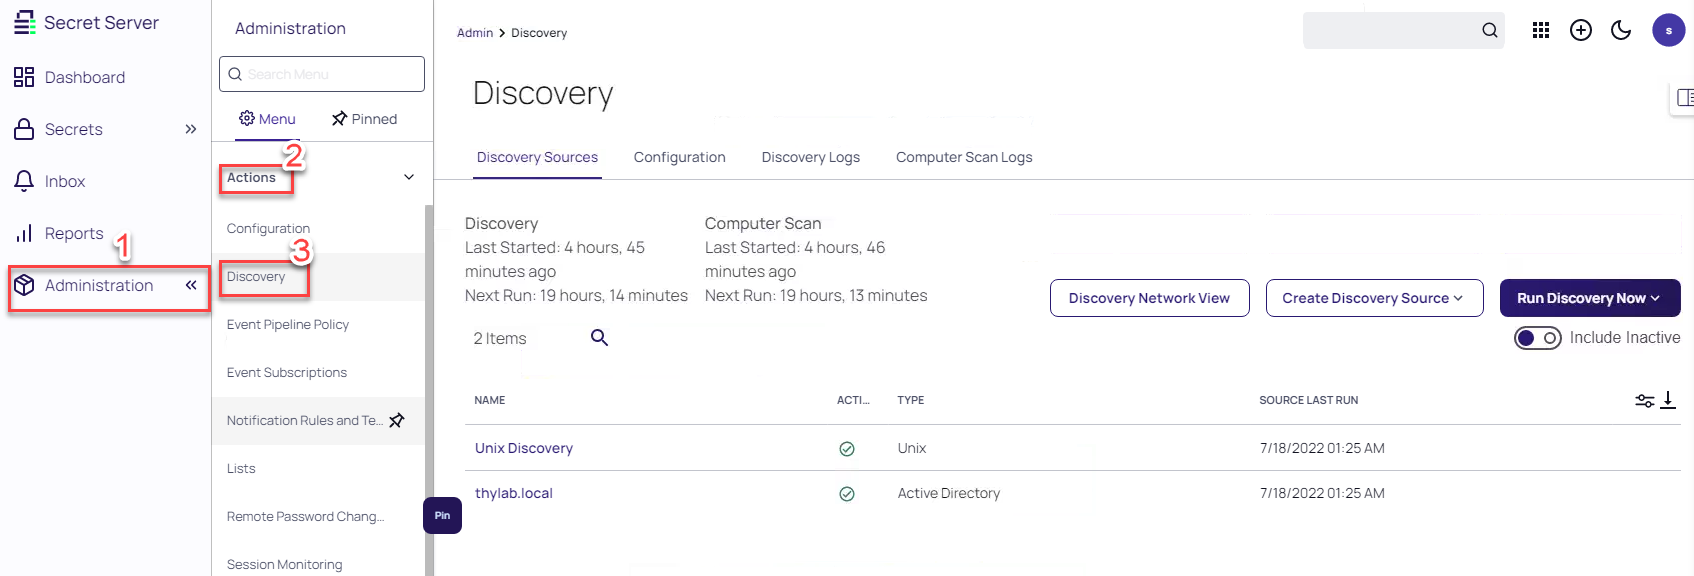 Secret Server
Dashboard
Secrets
Inbox
Reports
1
Administration
Administration
Search Menu
Menu
Pinned
2
Actions
Configuration
3
Discovery
Event Pipeline Policy
Event Subscriptions
Notification Rules and Te...
Lists
Remote Password Chang...
Pin
Session Monitoring
Admin > Discovery
s
Discovery
Discovery Sources
Configuration
Discovery Logs
Computer Scan Logs
Discovery
Last Started: 4 hours, 45
minutes ago
Next Run: 19 hours, 14 minutes
Computer Scan
Last Started: 4 hours, 46
minutes ago
Next Run: 19 hours, 13 minutes
Discovery Network View
Create Discovery Source
Run Discovery Now
2 Items
Include Inactive
NAME ACTI... TYPE SOURCE LAST RUN
Unix Discovery Unix 7/18/2022 01:25 AM
thylab.local Active Directory 7/18/2022 01:25 AM